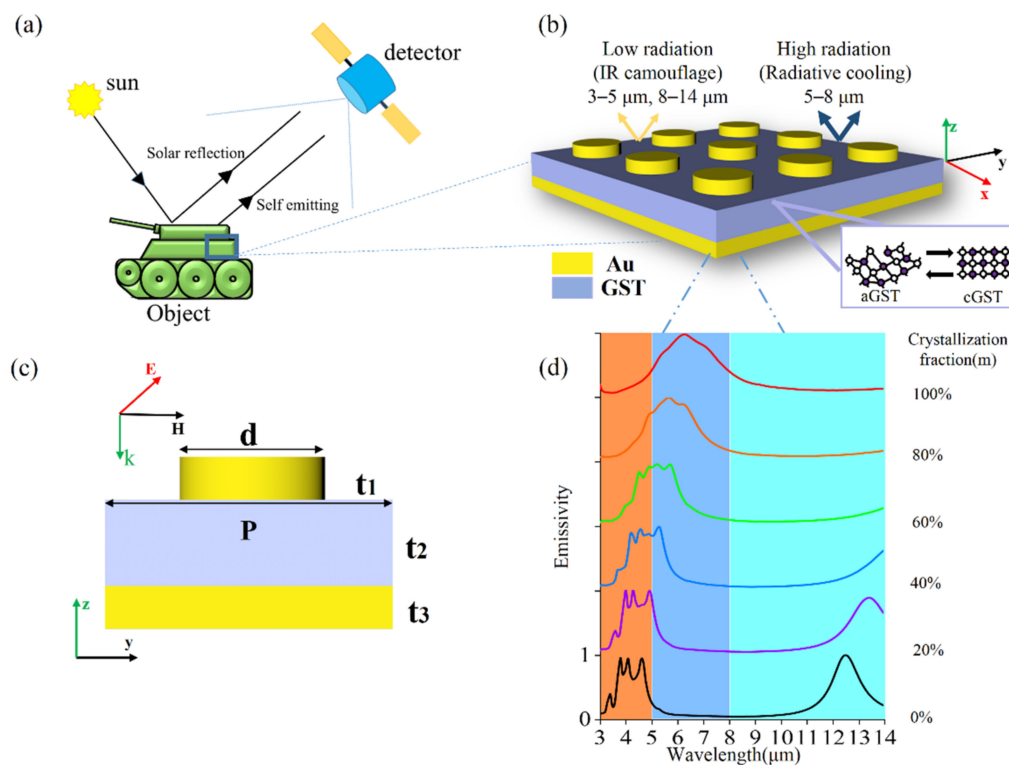 (a)
sun
detector
Solar reflection
Self emitting
Object
(b)
Low radiation
(IR camouflage)
3–5 μm, 8–14 μm
High radiation
(Radiative cooling)
5–8 μm
z
y
x
Au
GST
aGST
cGST
(c)
E
H
k
d
t1
P
t2
t3
z
y
(d)
Crystallization
fraction(m)
100%
80%
60%
40%
20%
0%
Emissivity
1
0
3 4 5 6 7 8 9 10 11 12 13 14
Wavelength(μm)